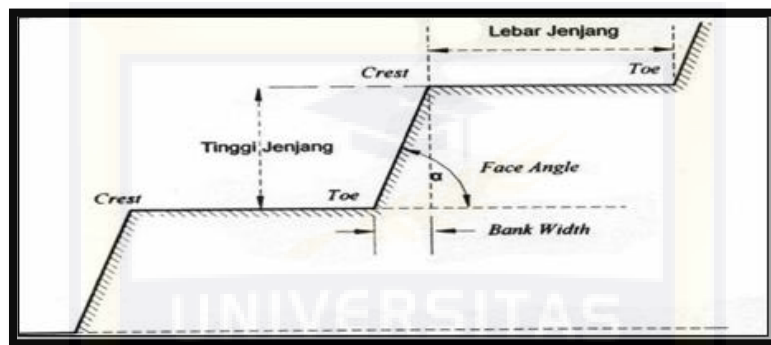 Lebar Jenjang
Crest
Toe
Tinggi Jenjang
Face Angle
α
Crest
Toe
Bank Width
UNIVERSITAS